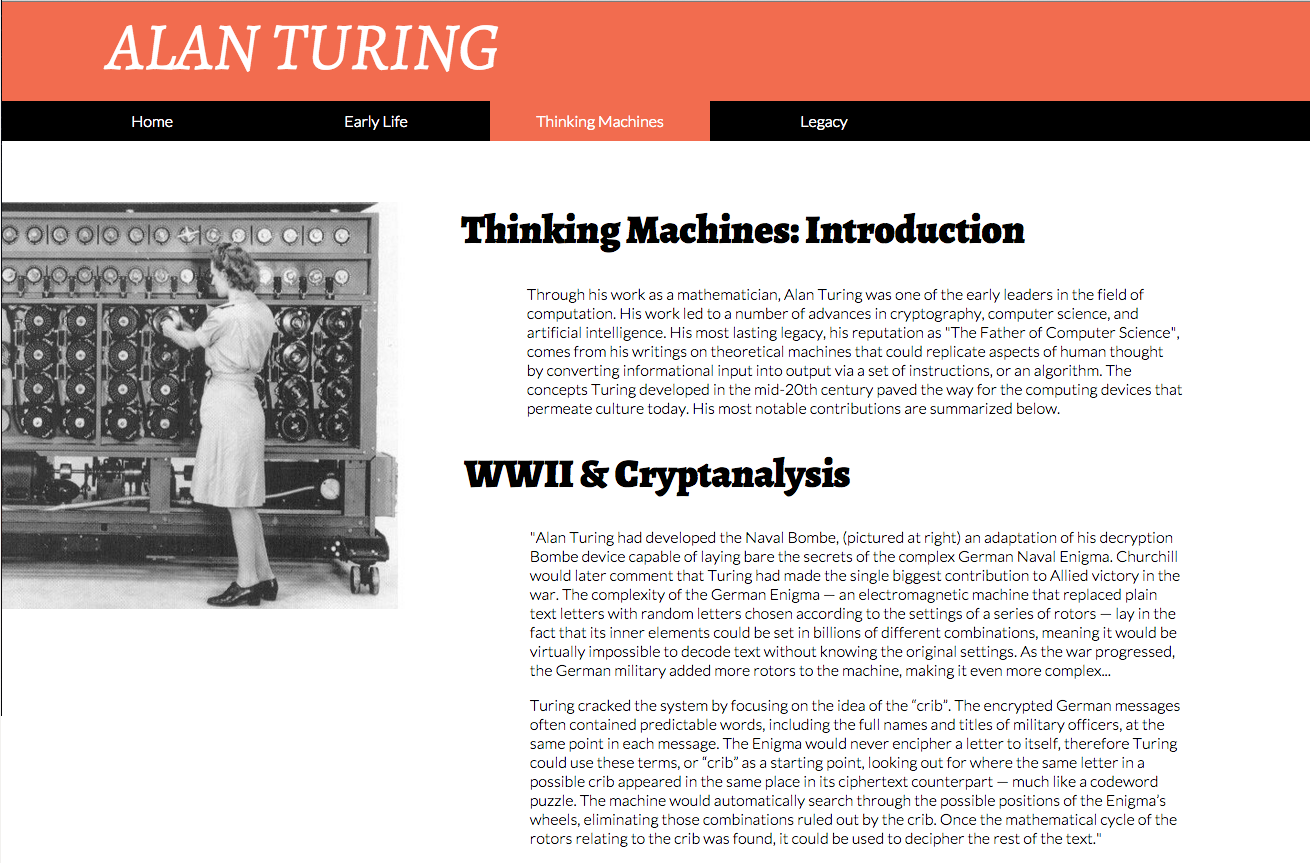 ALAN TURING
Home
Early Life
Thinking Machines
Legacy
Thinking Machines: Introduction
Through his work as a mathematician, Alan Turing was one of the early leaders in the field of
computation. His work led to a number of advances in cryptography, computer science, and
artificial intelligence. His most lasting legacy, his reputation as "The Father of Computer Science",
comes from his writings on theoretical machines that could replicate aspects of human thought
by converting informational input into output via a set of instructions, or an algorithm. The
concepts Turing developed in the mid-20th century paved the way for the computing devices that
permeate culture today. His most notable contributions are summarized below.
WWII & Cryptanalysis
"Alan Turing had developed the Naval Bombe, (pictured at right) an adaptation of his decryption
Bombe device capable of laying bare the secrets of the complex German Naval Enigma. Churchill
would later comment that Turing had made the single biggest contribution to Allied victory in the
war. The complexity of the German Enigma — an electromagnetic machine that replaced plain
text letters with random letters chosen according to the settings of a series of rotors — lay in the
fact that its inner elements could be set in billions of different combinations, meaning it would be
virtually impossible to decode text without knowing the original settings. As the war progressed,
the German military added more rotors to the machine, making it even more complex...
Turing cracked the system by focusing on the idea of the “crib”. The encrypted German messages
often contained predictable words, including the full names and titles of military officers, at the
same point in each message. The Enigma would never encipher a letter to itself, therefore Turing
could use these terms, or “crib” as a starting point, looking out for where the same letter in a
possible crib appeared in the same place in its ciphertext counterpart — much like a codeword
puzzle. The machine would automatically search through the possible positions of the Enigma’s
wheels, eliminating those combinations ruled out by the crib. Once the mathematical cycle of the
rotors relating to the crib was found, it could be used to decipher the rest of the text."